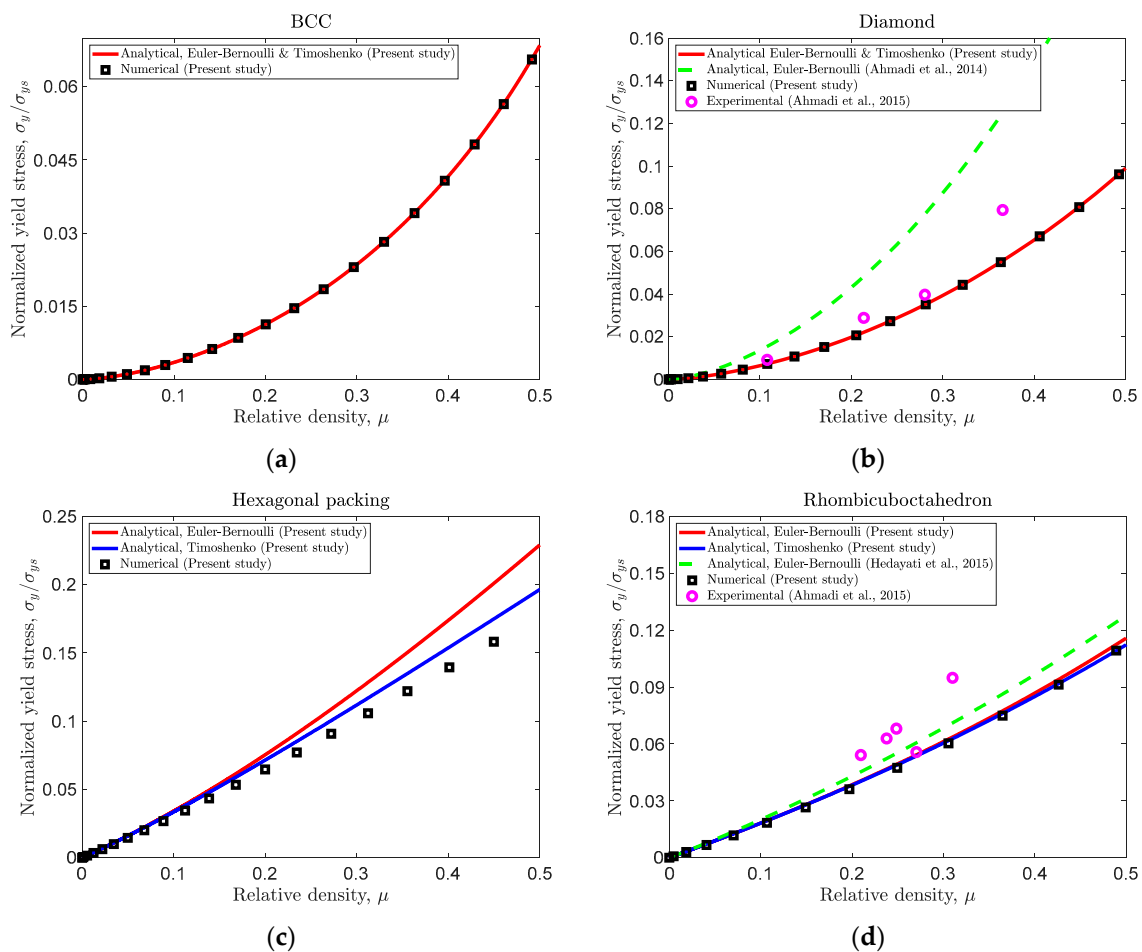 BCC
Analytical, Euler-Bernoulli & Timoshenko (Present study)
Numerical (Present study)
Normalized yield stress, σy/σys
0.06
0.045
0.03
0.015
0
0 0.1 0.2 0.3 0.4 0.5
Relative density, μ
(a)
Diamond
Analytical Euler-Bernoulli & Timoshenko (Present study)
Analytical, Euler-Bernoulli (Ahmadi et al., 2014)
Numerical (Present study)
Experimental (Ahmadi et al., 2015)
Normalized yield stress, σy/σys
0.16
0.14
0.12
0.1
0.08
0.06
0.04
0.02
0
0 0.1 0.2 0.3 0.4 0.5
Relative density, μ
(b)
Hexagonal packing
Analytical, Euler-Bernoulli (Present study)
Analytical, Timoshenko (Present study)
Numerical (Present study)
Normalized yield stress, σy/σys
0.25
0.2
0.15
0.1
0.05
0
0 0.1 0.2 0.3 0.4 0.5
Relative density, μ
(c)
Rhombicuboctahedron
Analytical, Euler-Bernoulli (Present study)
Analytical, Timoshenko (Present study)
Analytical, Euler-Bernoulli (Hedayati et al., 2015)
Numerical (Present study)
Experimental (Ahmadi et al., 2015)
Normalized yield stress, σy/σys
0.18
0.15
0.12
0.09
0.06
0.03
0
0 0.1 0.2 0.3 0.4 0.5
Relative density, μ
(d)